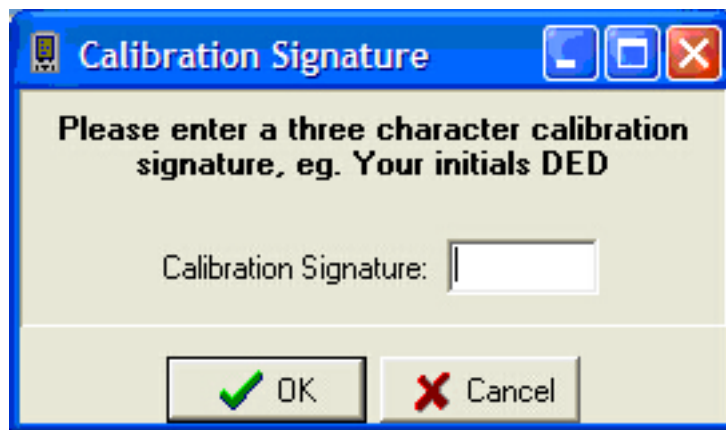 Calibration Signature
Please enter a three character calibration
signature, eg. Your initials DED
Calibration Signature:
OK
Cancel